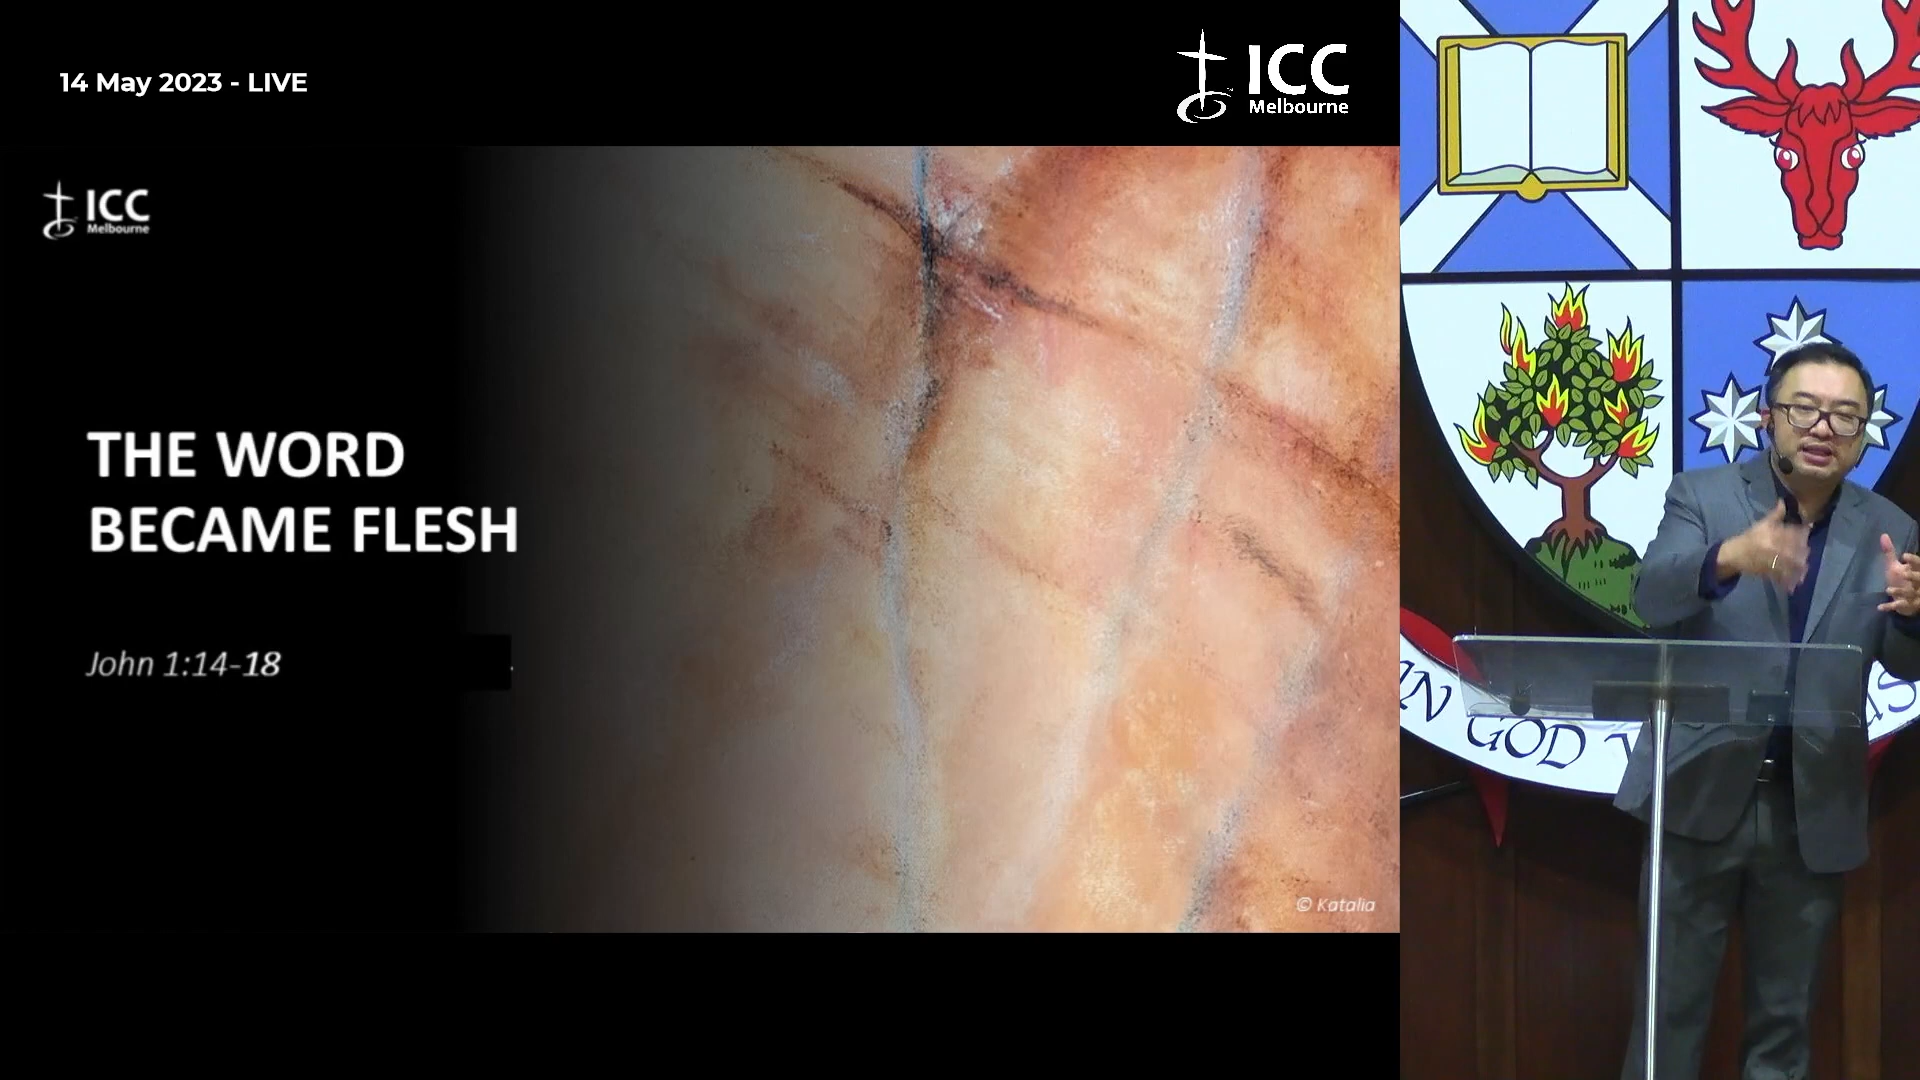 14 May 2023 - LIVE
ICC
Melbourne
ICC
Melbourne
THE WORD
BECAME FLESH
John 1:14-18
© Katalia
IN GOD